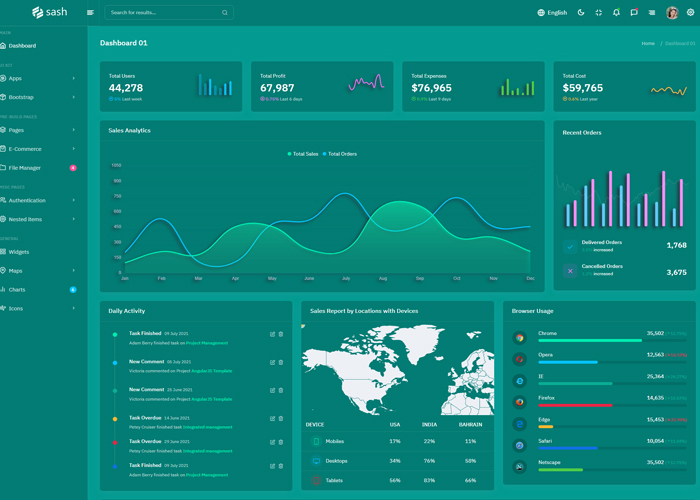 sash
Search for results...
English
MAIN
Dashboard
UI KIT
Apps
Bootstrap
PRE-BUILD PAGES
Pages
E-Commerce
File Manager
MISC PAGES
Authentication
Nested Items
GENERAL
Widgets
Maps
Charts
Icons
Dashboard 01
Home / Dashboard 01
Total Users
44,278
Last week
Total Profit
67,987
0.75% Last 6 days
Total Expenses
$76,965
0.9% Last 9 days
Total Cost
$59,765
0.6% Last year
Sales Analytics
Total Sales Total Orders
1050
900
750
600
450
300
150
0
Jan Feb Mar Apr May Jun July Aug Sep Oct Nov Dec
Recent Orders
Delivered Orders 1,768
increased
Cancelled Orders 3,675
increased
Daily Activity
Task Finished 09 July 2021
Adam Berry finished task on Project Management
New Comment 05 July 2021
Victoria commented on Project AngularJS Template
New Comment 25 June 2021
Victoria commented on Project AngularJS Template
Task Overdue 14 June 2021
Petey Cruiser finished task Integrated management
Task Overdue 29 June 2021
Petey Cruiser finished task Integrated management
Task Finished 09 July 2021
Adam Berry finished task on Project Management
Sales Report by Locations with Devices
DEVICE USA INDIA BAHRAIN
Mobiles 17% 22% 11%
Desktops 34% 76% 58%
Tablets 56% 83% 66%
Browser Usage
Chrome 35,502
Opera 12,563
IE 25,364
Firefox 14,635
Edge 15,453
Safari 10,054
Netscape 35,502